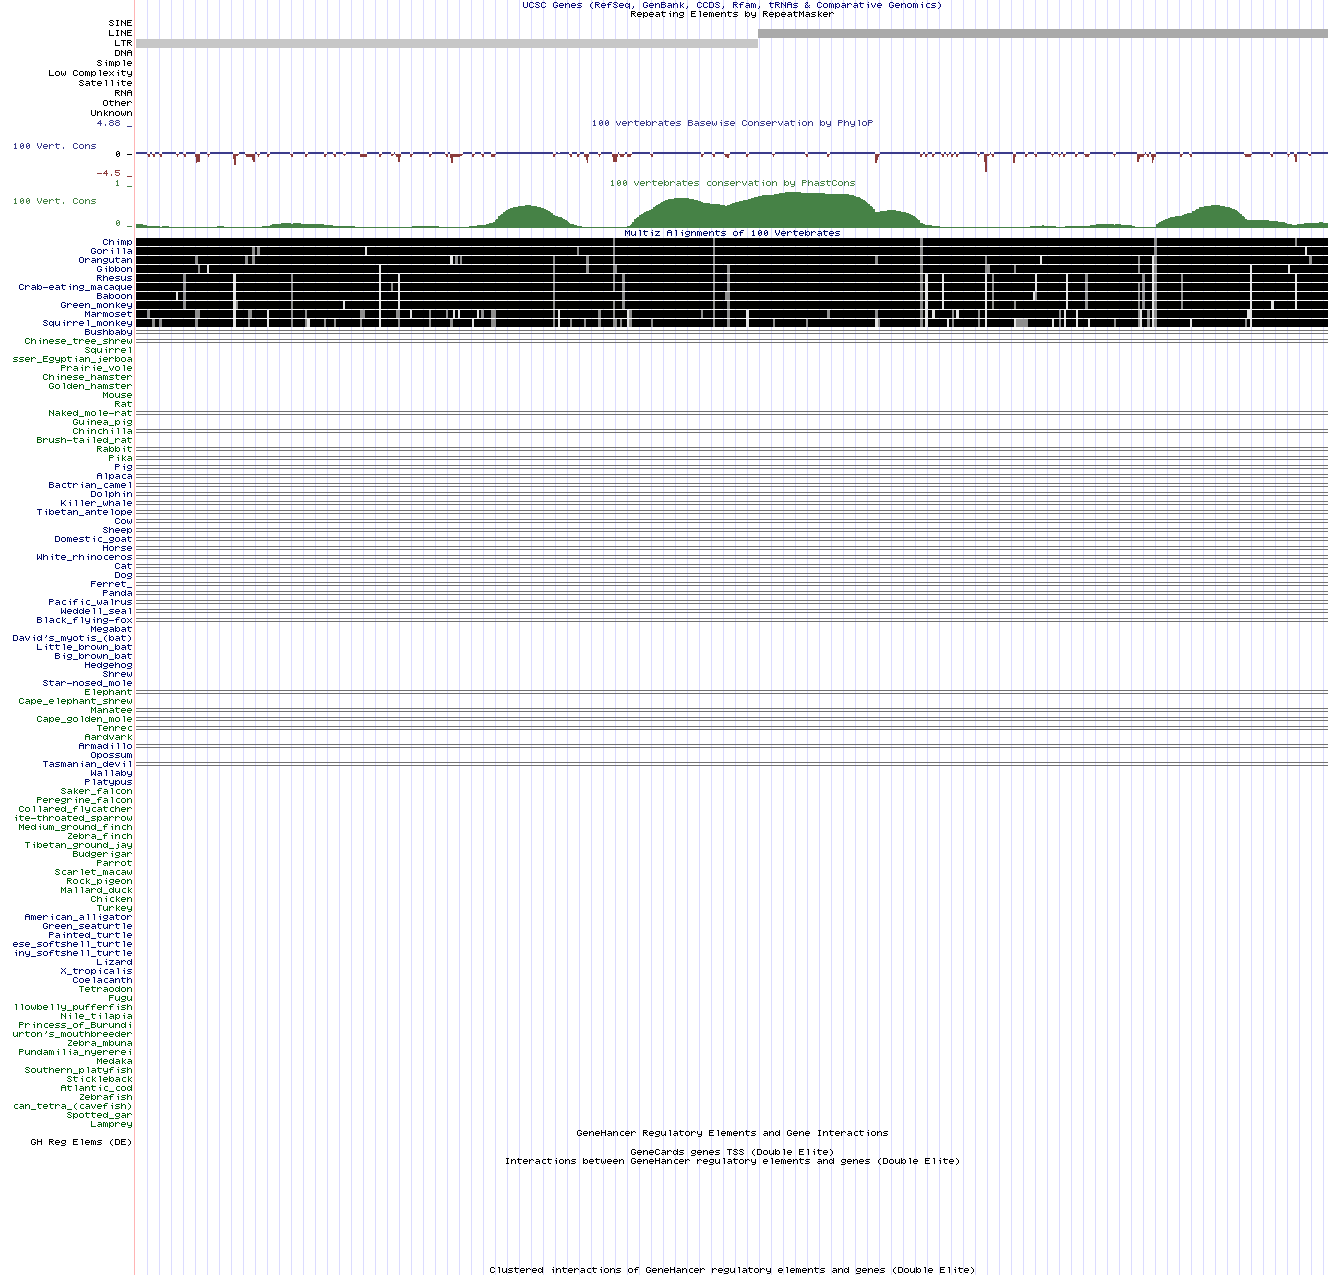 UCSC Genes (RefSeq, GenBank, CCDS, Rfam, tRNAs & Comparative Genomics)
Repeating Elements by RepeatMasker
SINE
LINE
LTR
DNA
Simple
Low Complexity
Satellite
RNA
Other
Unknown
100 vertebrates Basewise Conservation by PhyloP
4.88 _
100 Vert. Cons
0 -
-4.5 _
100 vertebrates conservation by PhastCons
1 _
100 Vert. Cons
0 _
Multiz Alignments of 100 Vertebrates
Chimp
Gorilla
Orangutan
Gibbon
Rhesus
Crab-eating_macaque
Baboon
Green_monkey
Marmoset
Squirrel_monkey
Bushbaby
Chinese_tree_shrew
Squirrel
sser_Egyptian_jerboa
Prairie_vole
Chinese_hamster
Golden_hamster
Mouse
Rat
Naked_mole-rat
Guinea_pig
Chinchilla
Brush-tailed_rat
Rabbit
Pika
Pig
Alpaca
Bactrian_camel
Dolphin
Killer_whale
Tibetan_antelope
Cow
Sheep
Domestic_goat
Horse
White_rhinoceros
Cat
Dog
Ferret_
Panda
Pacific_walrus
Weddell_seal
Black_flying-fox
Megabat
David's_myotis_(bat)
Little_brown_bat
Big_brown_bat
Hedgehog
Shrew
Star-nosed_mole
Elephant
Cape_elephant_shrew
Manatee
Cape_golden_mole
Tenrec
Aardvark
Armadillo
Opossum
Tasmanian_devil
Wallaby
Platypus
Saker_falcon
Peregrine_falcon
Collared_flycatcher
ite-throated_sparrow
Medium_ground_finch
Zebra_finch
Tibetan_ground_jay
Budgerigar
Parrot
Scarlet_macaw
Rock_pigeon
Mallard_duck
Chicken
Turkey
American_alligator
Green_seaturtle
Painted_turtle
ese_softshell_turtle
iny_softshell_turtle
Lizard
X_tropicalis
Coelacanth
Tetraodon
Fugu
llowbelly_pufferfish
Nile_tilapia
Princess_of_Burundi
urton's_mouthbreeder
Zebra_mbuna
Pundamilia_nyererei
Medaka
Southern_platyfish
Stickleback
Atlantic_cod
Zebrafish
can_tetra_(cavefish)
Spotted_gar
Lamprey
GeneHancer Regulatory Elements and Gene Interactions
GH Reg Elems (DE)
GeneCards genes TSS (Double Elite)
Interactions between GeneHancer regulatory elements and genes (Double Elite)
Clustered interactions of GeneHancer regulatory elements and genes (Double Elite)